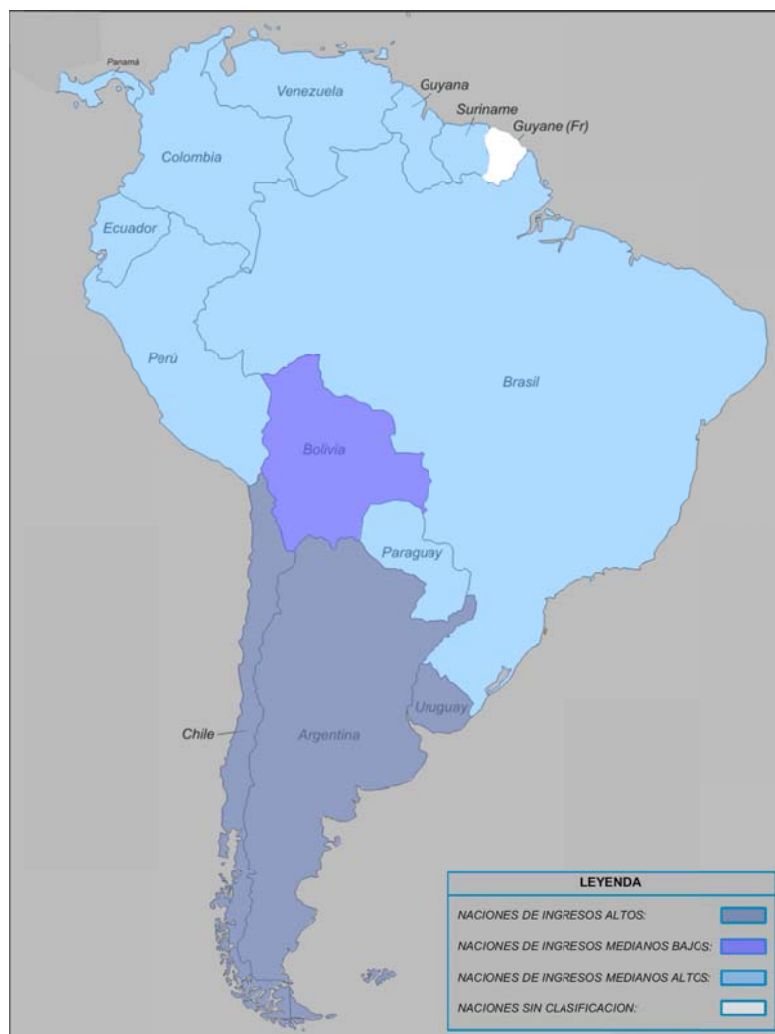 Panamá
Venezuela
Guyana
Suriname
Guyane (Fr)
Colombia
Ecuador
Perú
Brasil
Bolivia
Paraguay
Uruguay
Chile
Argentina
LEYENDA
NACIONES DE INGRESOS ALTOS:
NACIONES DE INGRESOS MEDIANOS BAJOS:
NACIONES DE INGRESOS MEDIANOS ALTOS:
NACIONES SIN CLASIFICACION: